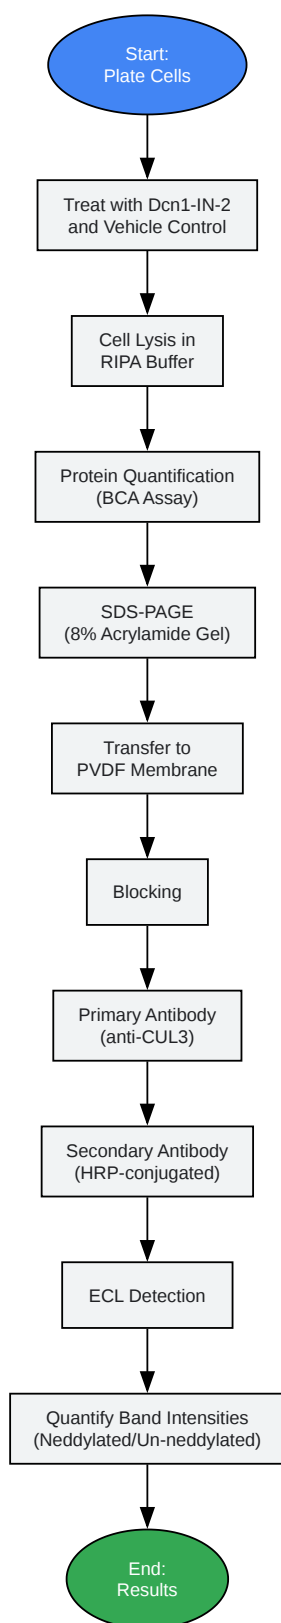 Start:
Plate Cells
Treat with Dcn1-IN-2
and Vehicle Control
Cell Lysis in
RIPA Buffer
Protein Quantification
(BCA Assay)
SDS-PAGE
(8% Acrylamide Gel)
Transfer to
PVDF Membrane
Blocking
Primary Antibody
(anti-CUL3)
Secondary Antibody
(HRP-conjugated)
ECL Detection
Quantify Band Intensities
(Neddylated/Un-neddylated)
End:
Results